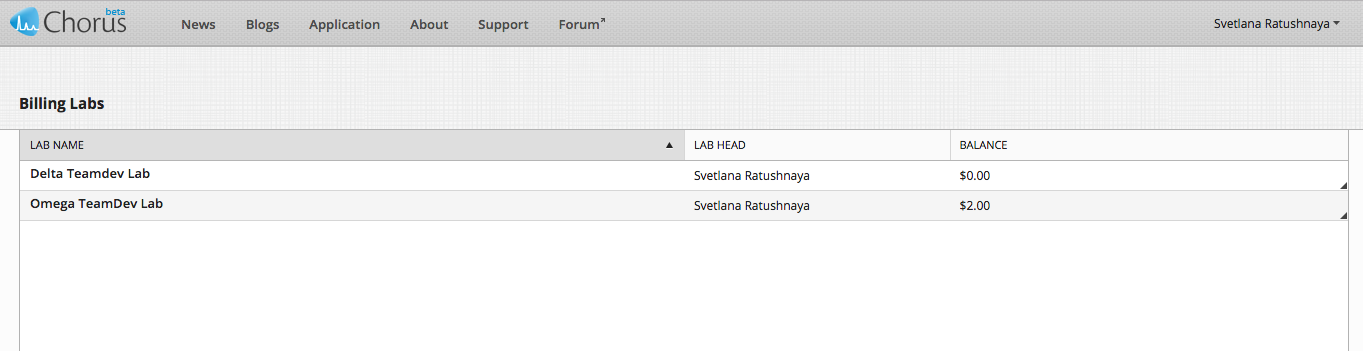 Chorus beta News Blogs Application About Support Forum Svetlana Ratushnaya
Billing Labs
LAB NAME LAB HEAD BALANCE
Delta Teamdev Lab Svetlana Ratushnaya $0.00
Omega TeamDev Lab Svetlana Ratushnaya $2.00